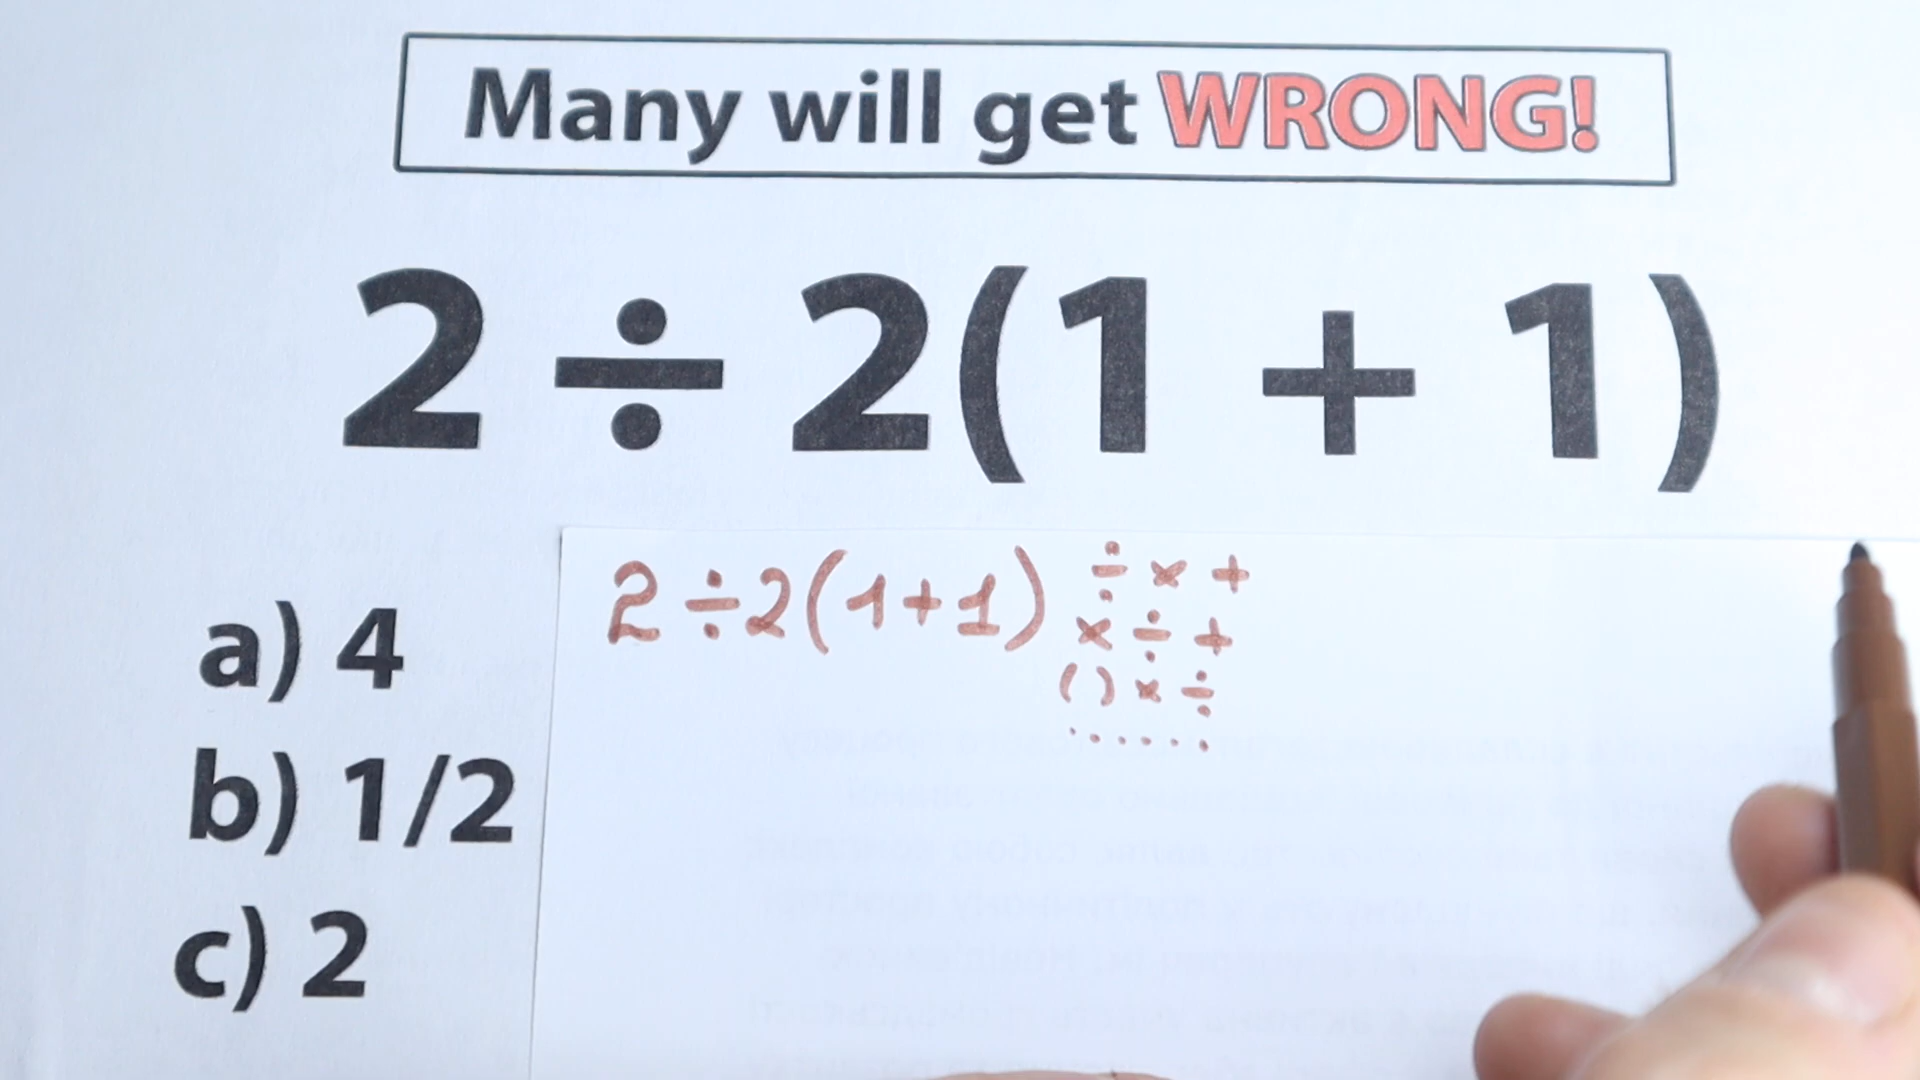 Many will get WRONG!
2 ÷ 2(1 + 1)
a) 4
b) 1/2
c) 2
2 ÷ 2(1+1)
÷ × +
× ÷ +
( ) × ÷
......